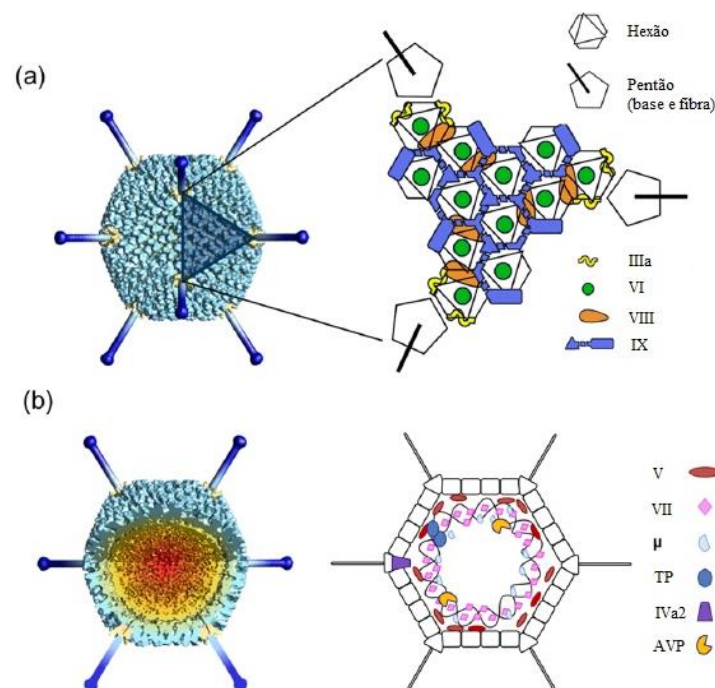 (a)
Hexão
Pentão
(base e fibra)
IIIa
VI
VIII
IX
(b)
V
VII
μ
TP
IVa2
AVP